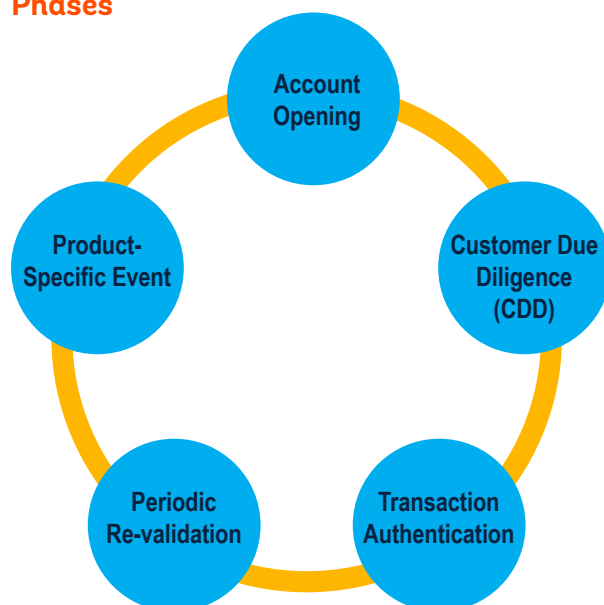 Phases
Account
Opening
Customer Due
Diligence
(CDD)
Transaction
Authentication
Periodic
Re-validation
Product-
Specific Event